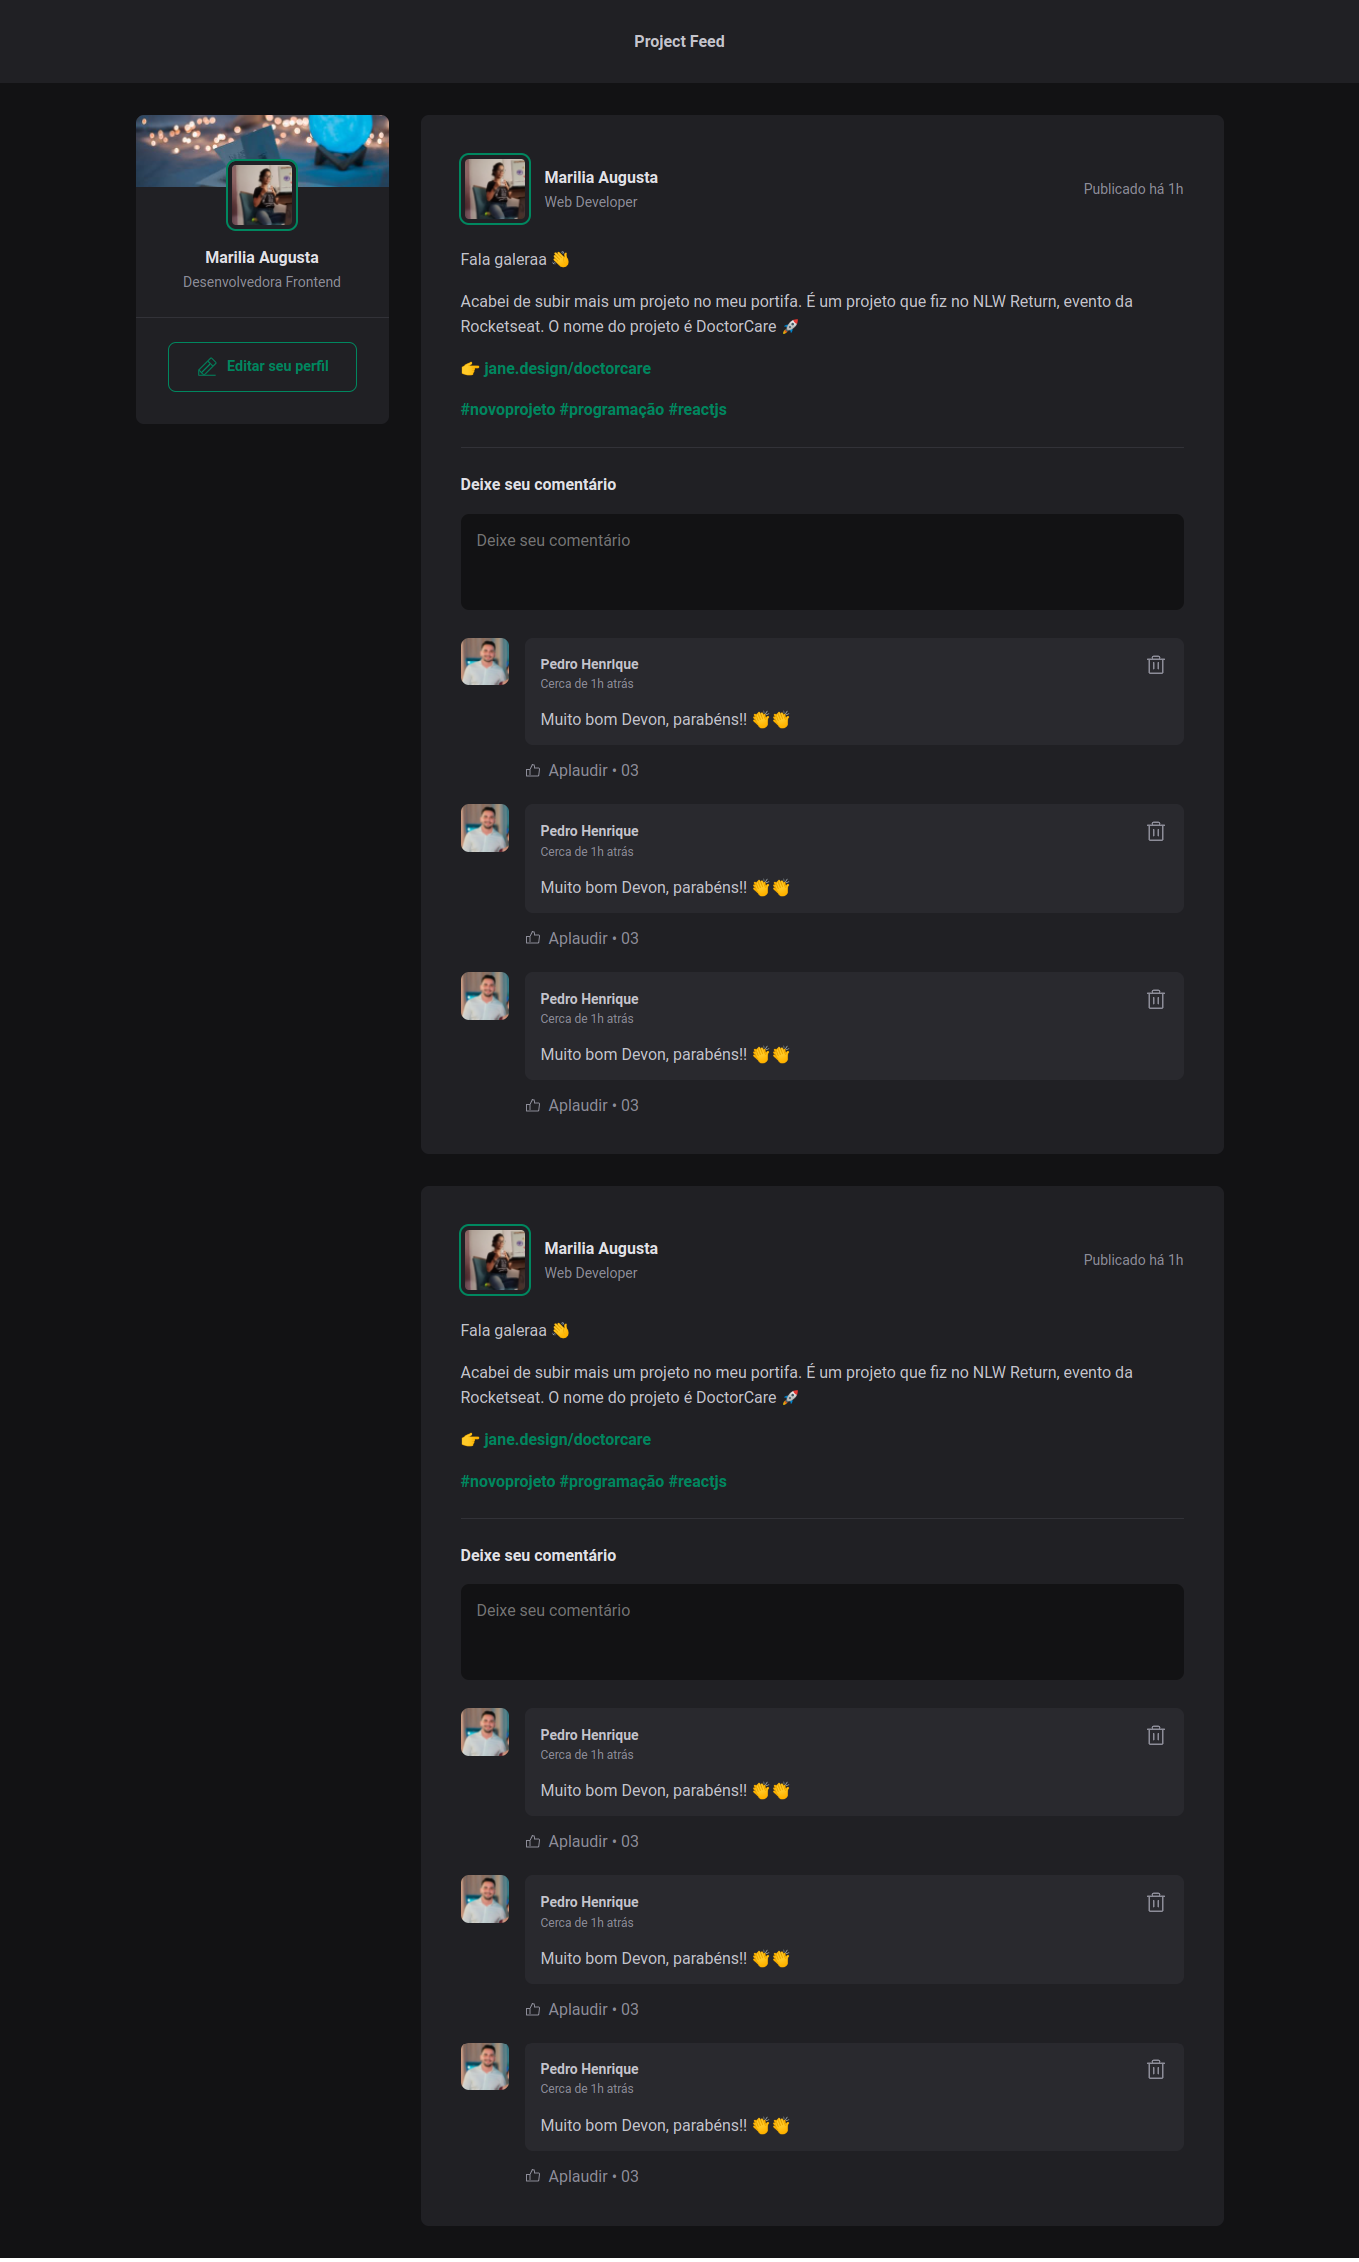 Project Feed
Marilia Augusta
Desenvolvedora Frontend
Editar seu perfil
Marilia Augusta
Web Developer
Publicado há 1h
Fala galeraa 👋
Acabei de subir mais um projeto no meu portifa. É um projeto que fiz no NLW Return, evento da
Rocketseat. O nome do projeto é DoctorCare 🚀
👉 jane.design/doctorcare
#novoprojeto #programação #reactjs
Deixe seu comentário
Deixe seu comentário
Pedro Henrique
Cerca de 1h atrás
Muito bom Devon, parabéns!! 👏👏
Aplaudir • 03
Pedro Henrique
Cerca de 1h atrás
Muito bom Devon, parabéns!! 👏👏
Aplaudir • 03
Pedro Henrique
Cerca de 1h atrás
Muito bom Devon, parabéns!! 👏👏
Aplaudir • 03
Marilia Augusta
Web Developer
Publicado há 1h
Fala galeraa 👋
Acabei de subir mais um projeto no meu portifa. É um projeto que fiz no NLW Return, evento da
Rocketseat. O nome do projeto é DoctorCare 🚀
👉 jane.design/doctorcare
#novoprojeto #programação #reactjs
Deixe seu comentário
Deixe seu comentário
Pedro Henrique
Cerca de 1h atrás
Muito bom Devon, parabéns!! 👏👏
Aplaudir • 03
Pedro Henrique
Cerca de 1h atrás
Muito bom Devon, parabéns!! 👏👏
Aplaudir • 03
Pedro Henrique
Cerca de 1h atrás
Muito bom Devon, parabéns!! 👏👏
Aplaudir • 03